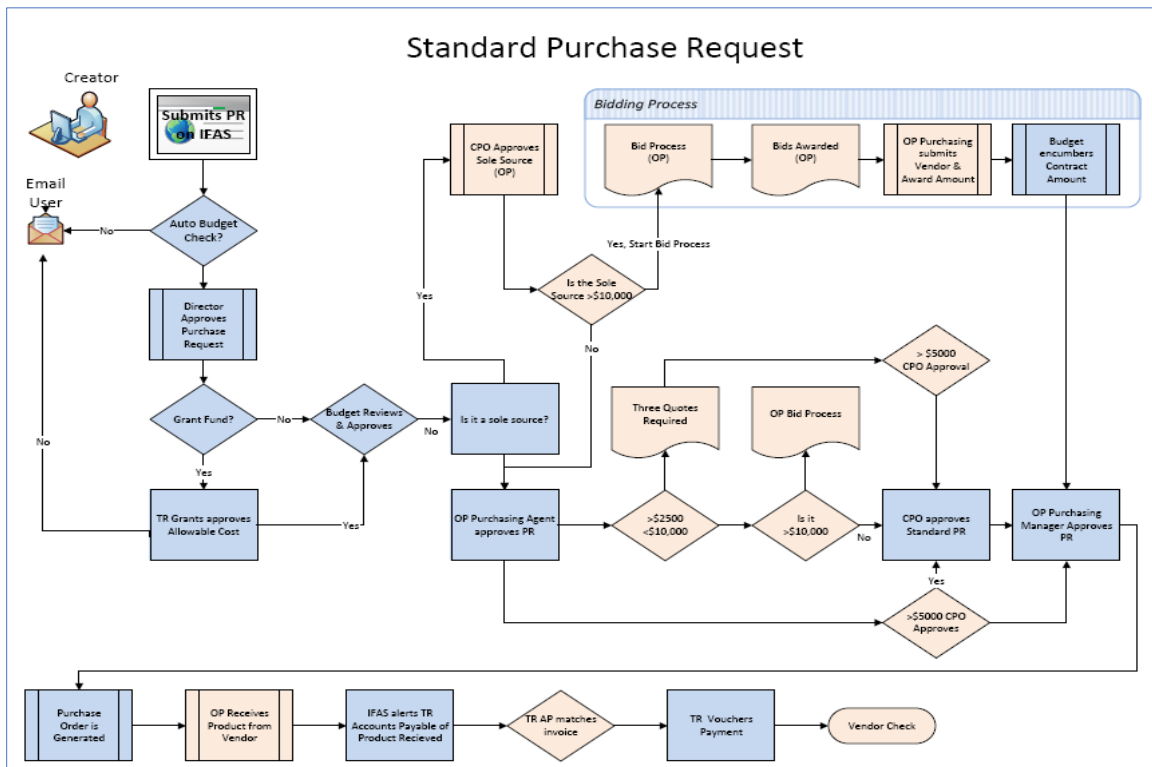 Standard Purchase Request
Creator
Submits PR
on IFAS
Email
User
No
Auto Budget
Check?
Director
Approves
Purchase
Request
Grant Fund?
No
Yes
No
TR Grants approves
Allowable Cost
Yes
Budget Reviews
& Approves
No
Is it a sole source?
Yes
CPO Approves
Sole Source
(OP)
Is the Sole
Source >$10,000
Yes, Start Bid Process
No
Bidding Process
Bid Process
(OP)
Bids Awarded
(OP)
OP Purchasing
submits
Vendor &
Award Amount
Budget
encumbers
Contract
Amount
OP Purchasing Agent
approves PR
>$2500
<$10,000
Three Quotes
Required
Is it
>$10,000
OP Bid Process
No
> $5000
CPO Approval
CPO approves
Standard PR
Yes
>$5000 CPO
Approves
OP Purchasing
Manager Approves
PR
Purchase
Order is
Generated
OP Receives
Product from
Vendor
IFAS alerts TR
Accounts Payable of
Product Recieved
TR AP matches
invoice
TR Vouchers
Payment
Vendor Check